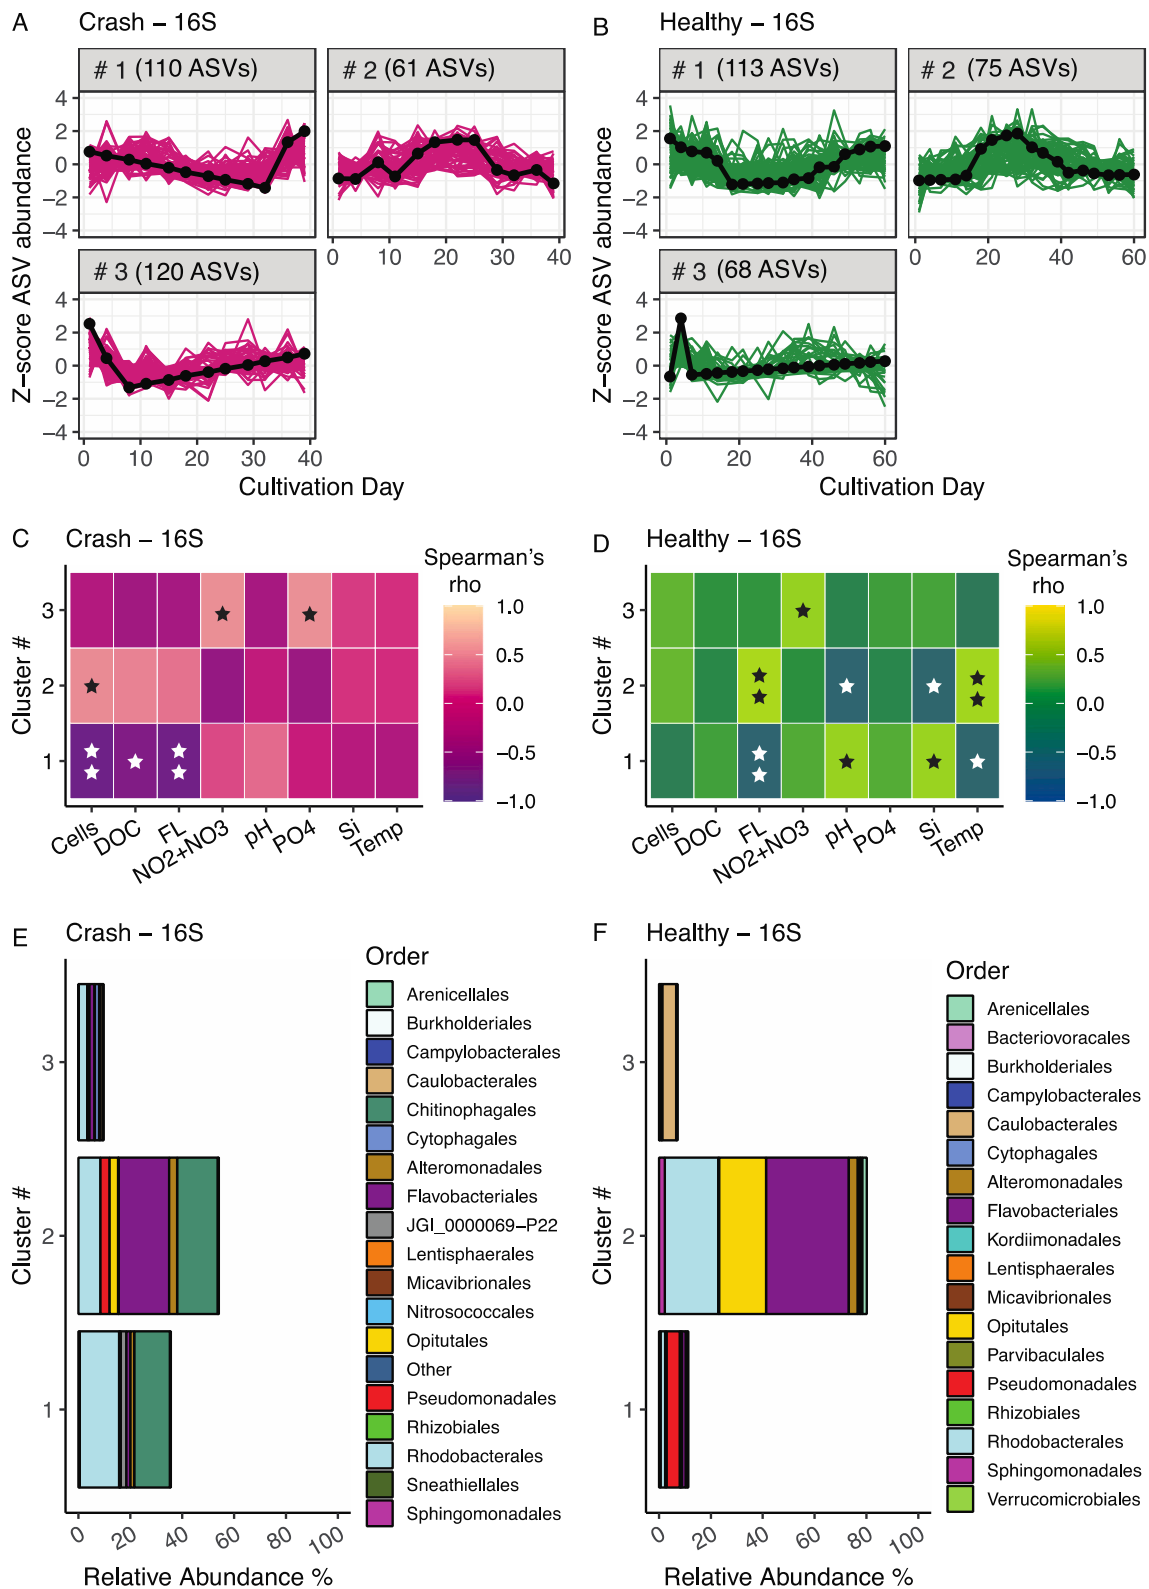 A Crash – 16S
# 1 (110 ASVs)
# 2 (61 ASVs)
# 3 (120 ASVs)
Z–score ASV abundance
4
2
0
−2
−4
4
2
0
−2
−4
0 10 20 30 40
0 10 20 30 40
Cultivation Day
B Healthy – 16S
# 1 (113 ASVs)
# 2 (75 ASVs)
# 3 (68 ASVs)
Z–score ASV abundance
4
2
0
−2
−4
4
2
0
−2
−4
0 20 40 60
0 20 40 60
Cultivation Day
C Crash – 16S
Cluster #
3
2
1
Cells DOC FL NO2+NO3 pH PO4 Si Temp
Spearman's
rho
1.0
0.5
0.0
−0.5
−1.0
D Healthy – 16S
Cluster #
3
2
1
Cells DOC FL NO2+NO3 pH PO4 Si Temp
Spearman's
rho
1.0
0.5
0.0
−0.5
−1.0
E Crash – 16S
Cluster #
3
2
1
0 20 40 60 80 100
Relative Abundance %
Order
Arenicellales
Burkholderiales
Campylobacterales
Caulobacterales
Chitinophagales
Cytophagales
Alteromonadales
Flavobacteriales
JGI_0000069−P22
Lentisphaerales
Micavibrionales
Nitrosococcales
Opitutales
Other
Pseudomonadales
Rhizobiales
Rhodobacterales
Sneathiellales
Sphingomonadales
F Healthy – 16S
Cluster #
3
2
1
0 20 40 60 80 100
Relative Abundance %
Order
Arenicellales
Bacteriovoracales
Burkholderiales
Campylobacterales
Caulobacterales
Cytophagales
Alteromonadales
Flavobacteriales
Kordiimonadales
Lentisphaerales
Micavibrionales
Opitutales
Parvibaculales
Pseudomonadales
Rhizobiales
Rhodobacterales
Sphingomonadales
Verrucomicrobiales